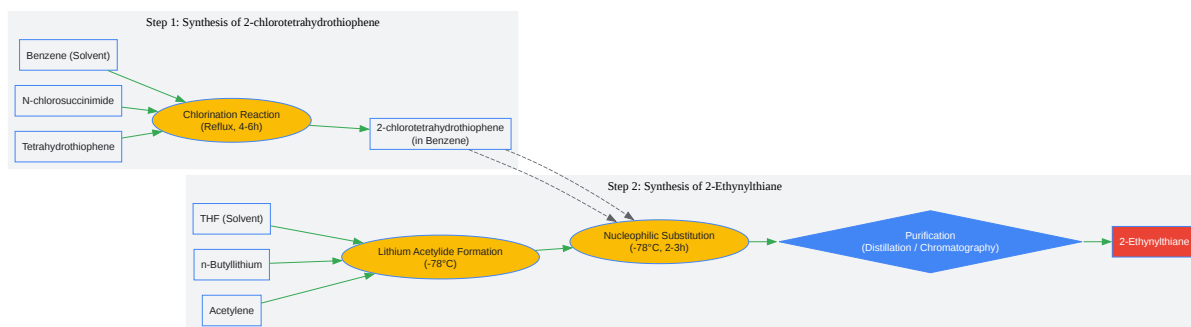 Step 1: Synthesis of 2-chlorotetrahydrothiophene
Benzene (Solvent)
N-chlorosuccinimide
Tetrahydrothiophene
Chlorination Reaction
(Reflux, 4-6h)
2-chlorotetrahydrothiophene
(in Benzene)
Step 2: Synthesis of 2-Ethynylthiane
THF (Solvent)
n-Butyllithium
Acetylene
Lithium Acetylide Formation
(-78°C)
Nucleophilic Substitution
(-78°C, 2-3h)
Purification
(Distillation / Chromatography)
2-Ethynylthiane